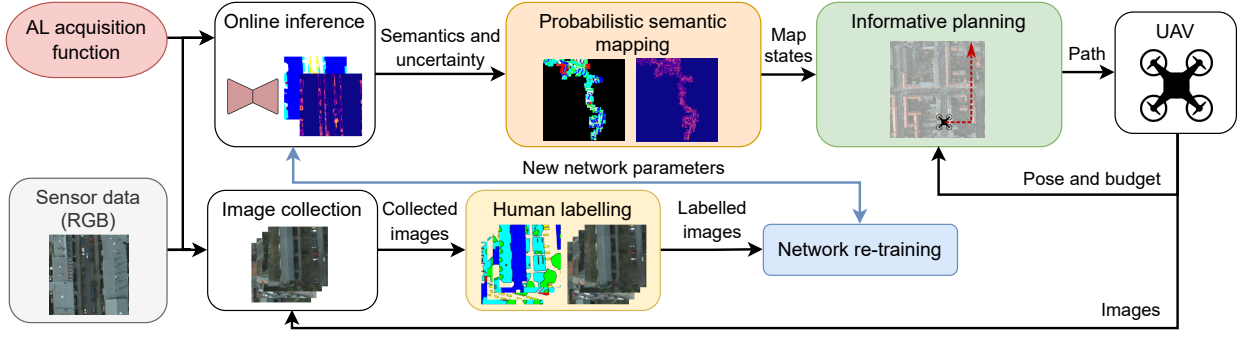 AL acquisition
function
Online inference
Semantics and
uncertainty
Probabilistic semantic
mapping
Map
states
Informative planning
Path
UAV
New network parameters
Pose and budget
Sensor data
(RGB)
Image collection
Collected
images
Human labelling
Labelled
images
Network re-training
Images